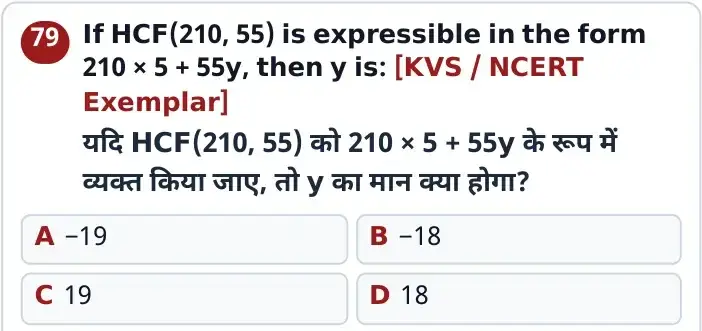 79 If HCF(210, 55) is expressible in the form
210 × 5 + 55y, then y is: [KVS / NCERT
Exemplar]
यदि HCF(210, 55) को 210 × 5 + 55y के रूप में
व्यक्त किया जाए, तो y का मान क्या होगा?
A −19
B −18
C 19
D 18